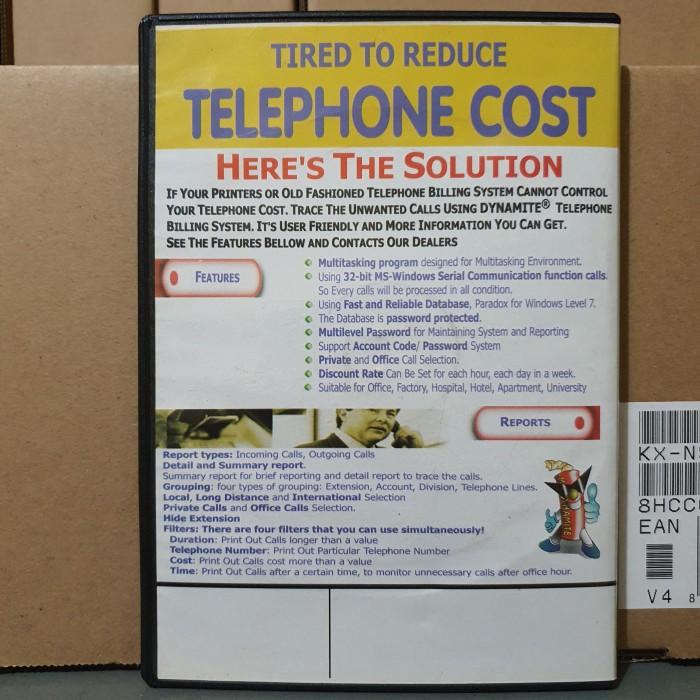 TIRED TO REDUCE
TELEPHONE COST
HERE'S THE SOLUTION
IF YOUR PRINTERS OR OLD FASHIONED TELEPHONE BILLING SYSTEM CANNOT CONTROL
YOUR TELEPHONE COST. TRACE THE UNWANTED CALLS USING DYNAMITE® TELEPHONE
BILLING SYSTEM. IT'S USER FRIENDLY AND MORE INFORMATION YOU CAN GET.
SEE THE FEATURES BELLOW AND CONTACTS OUR DEALERS
FEATURES
Multitasking program designed for Multitasking Environment.
Using 32-bit MS-Windows Serial Communication function calls.
So Every calls will be processed in all condition.
Using Fast and Reliable Database, Paradox for Windows Level 7.
The Database is password protected.
Multilevel Password for Maintaining System and Reporting
Support Account Code/ Password System
Private and Office Call Selection.
Discount Rate Can Be Set for each hour, each day in a week.
Suitable for Office, Factory, Hospital, Hotel, Apartment, University
REPORTS
Report types: Incoming Calls, Outgoing Calls
Detail and Summary report.
Summary report for brief reporting and detail report to trace the calls.
Grouping: four types of grouping: Extension, Account, Division, Telephone Lines.
Local, Long Distance and International Selection
Private Calls and Office Calls Selection.
Hide Extension
Filters: There are four filters that you can use simultaneously!
Duration: Print Out Calls longer than a value
Telephone Number: Print Out Particular Telephone Number
Cost: Print Out Calls cost more than a value
Time: Print Out Calls after a certain time, to monitor unnecessary calls after office hour.
DYNAMITE
KX-N
8HCC
EAN
V4 8